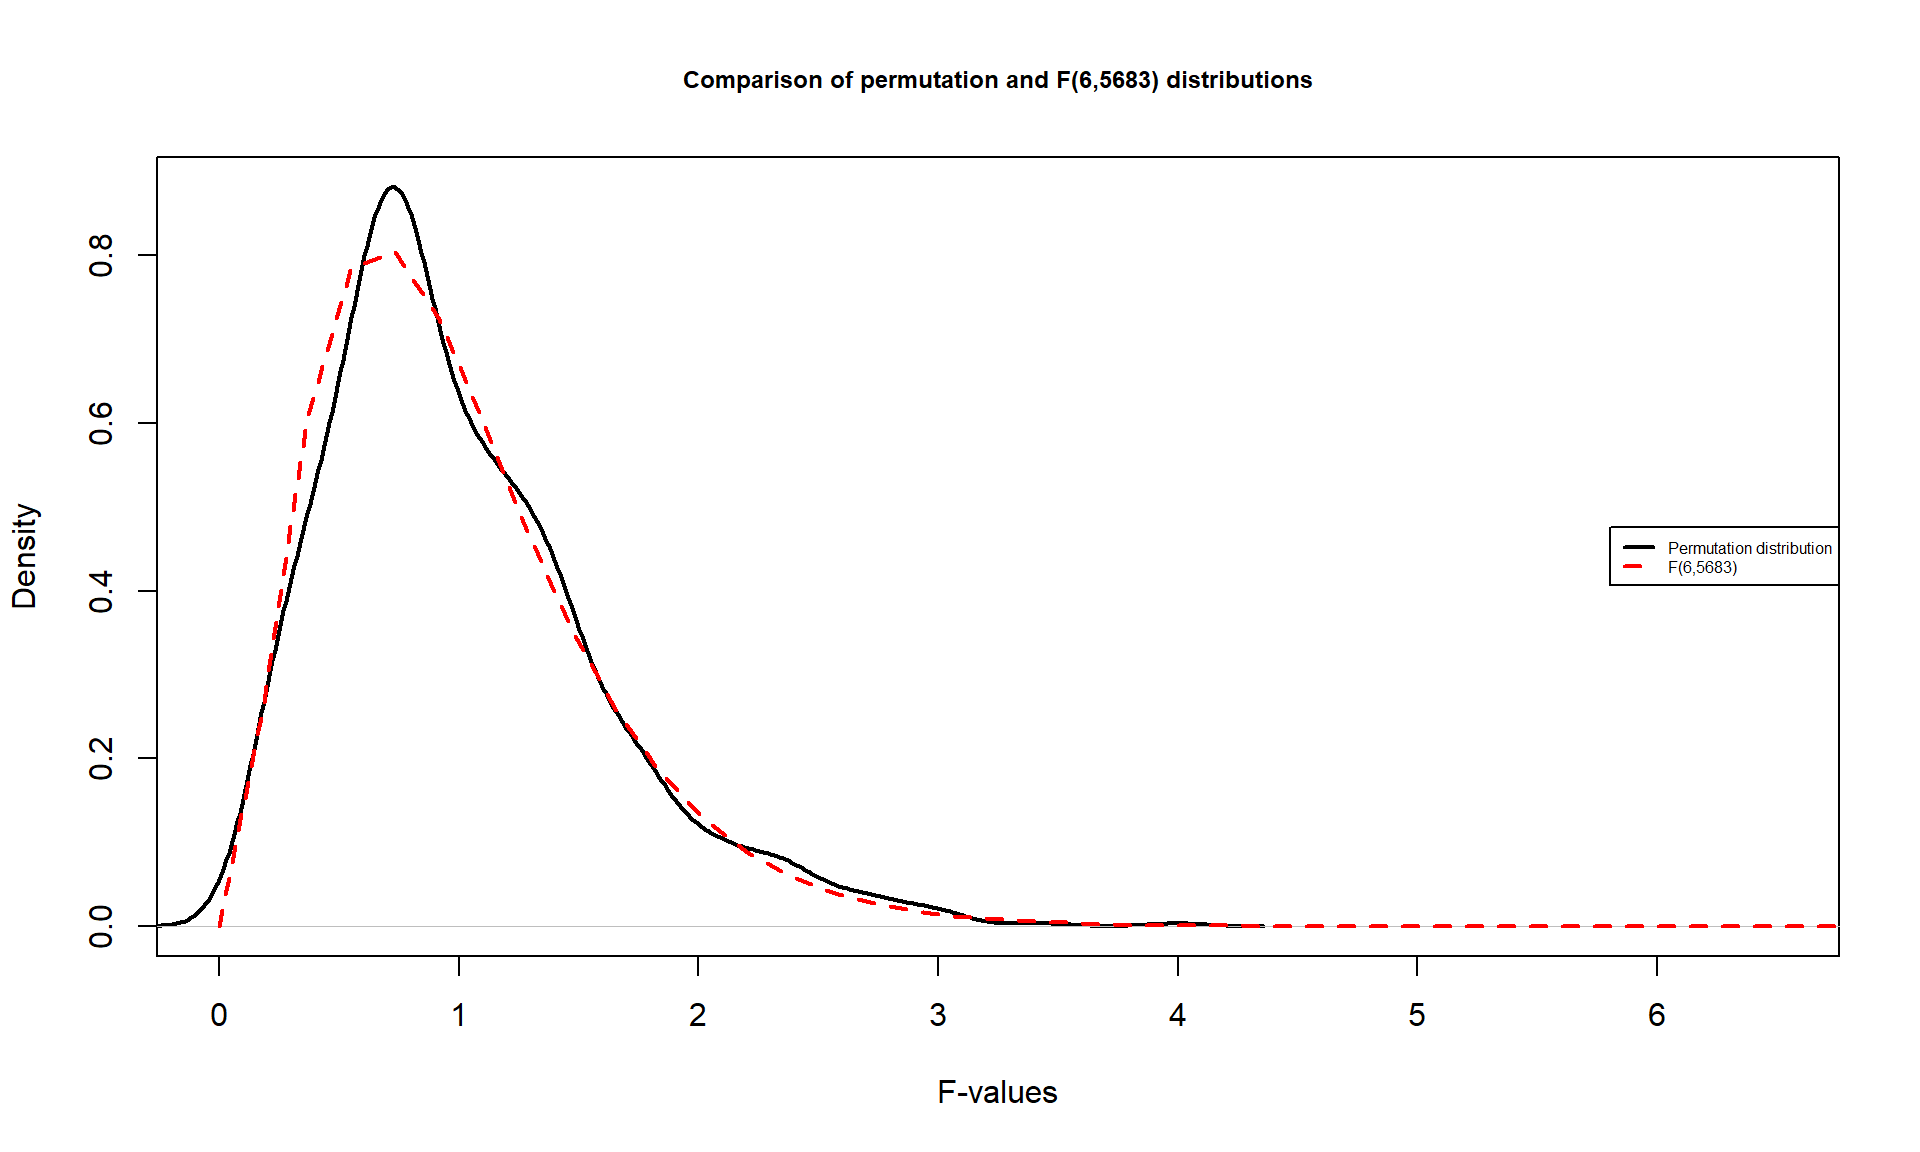 Comparison of permutation and F(6,5683) distributions
Density
0.0
0.2
0.4
0.6
0.8
Permutation distribution
F(6,5683)
0 1 2 3 4 5 6
F-values